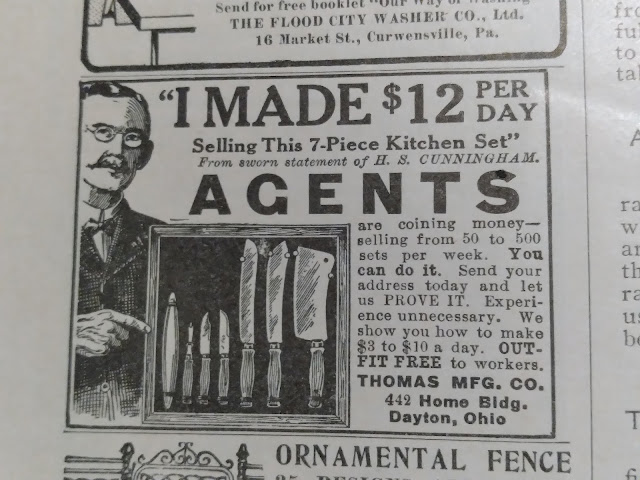 Send for free booklet "Our Way of Washing"
THE FLOOD CITY WASHER CO., Ltd.
16 Market St., Curwensville, Pa.
"I MADE $12 PER DAY
Selling This 7-Piece Kitchen Set"
From sworn statement of H. S. CUNNINGHAM.
AGENTS
are coining money—
selling from 50 to 500
sets per week. You
can do it. Send your
address today and let
us PROVE IT. Experi-
ence unnecessary. We
show you how to make
$3 to $10 a day. OUT-
FIT FREE to workers.
THOMAS MFG. CO.
442 Home Bldg.
Dayton, Ohio
ORNAMENTAL FENCE